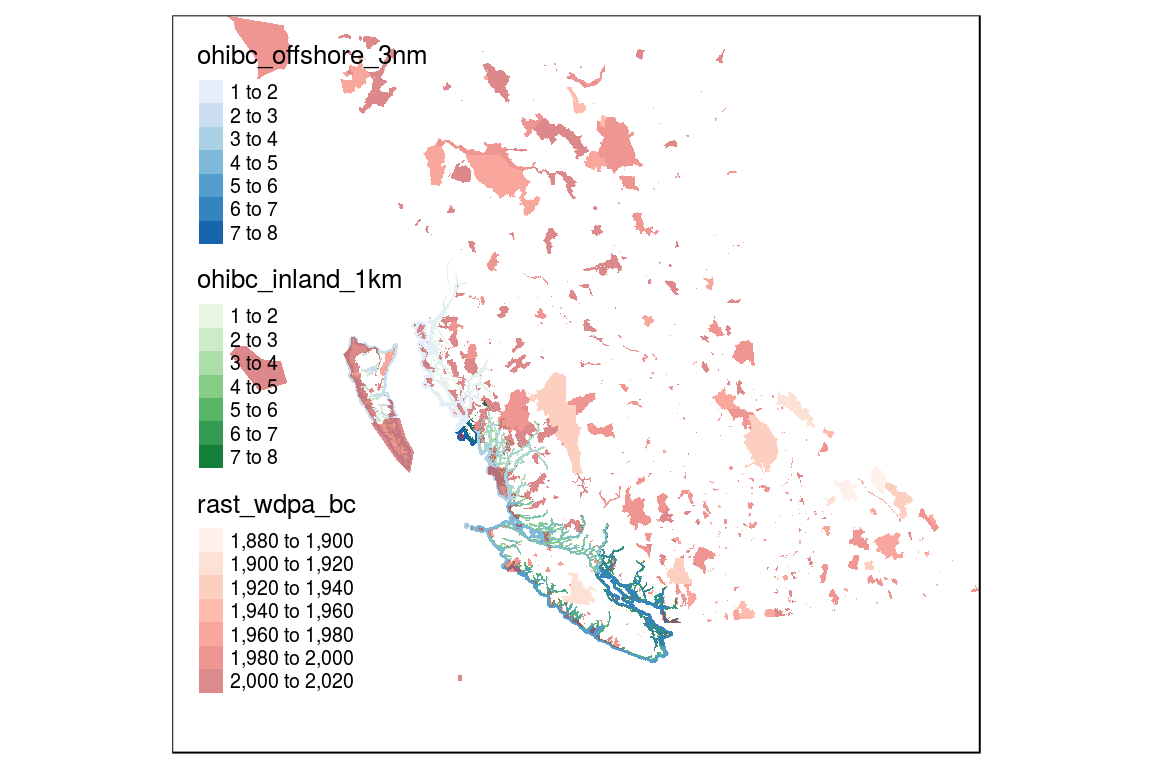 ohibc_offshore_3nm
1 to 2
2 to 3
3 to 4
4 to 5
5 to 6
6 to 7
7 to 8
ohibc_inland_1km
1 to 2
2 to 3
3 to 4
4 to 5
5 to 6
6 to 7
7 to 8
rast_wdpa_bc
1,880 to 1,900
1,900 to 1,920
1,920 to 1,940
1,940 to 1,960
1,960 to 1,980
1,980 to 2,000
2,000 to 2,020